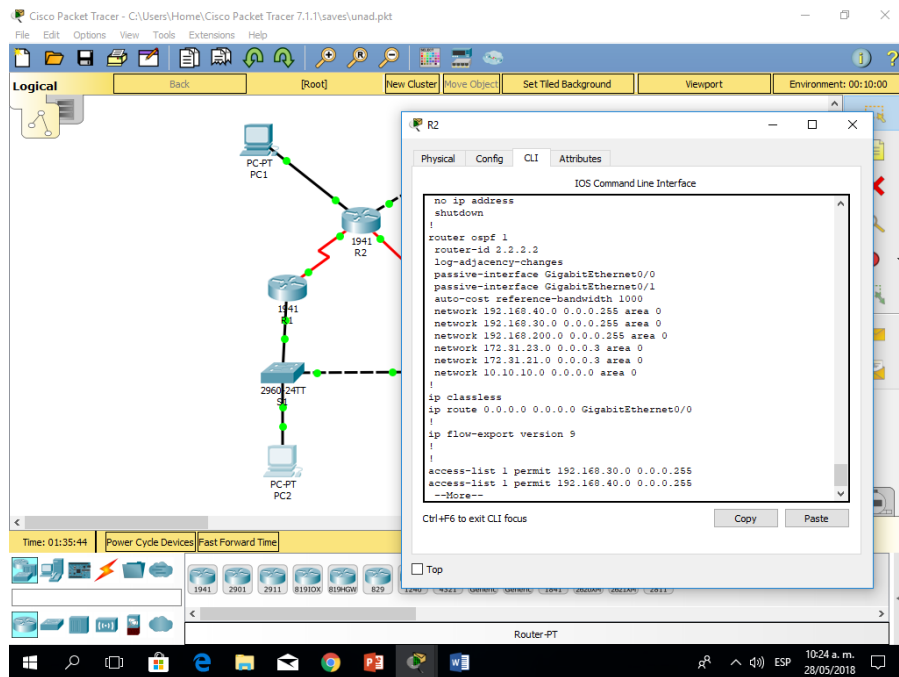 Cisco Packet Tracer - C:\Users\Home\Cisco Packet Tracer 7.1.1\saves\unad.pkt
File Edit Options View Tools Extensions Help
Logical Back [Root] New Cluster Move Object Set Tiled Background Viewport Environment: 00:10:00
PC-PT
PC1
1941
R2
1941
2960-24TT
S1
PC-PT
PC2
R2
Physical Config CLI Attributes
IOS Command Line Interface
no ip address
shutdown
!
router ospf 1
router-id 2.2.2.2
log-adjacency-changes
passive-interface GigabitEthernet0/0
passive-interface GigabitEthernet0/1
auto-cost reference-bandwidth 1000
network 192.168.40.0 0.0.0.255 area 0
network 192.168.30.0 0.0.0.255 area 0
network 192.168.200.0 0.0.0.255 area 0
network 172.31.23.0 0.0.0.3 area 0
network 172.31.21.0 0.0.0.3 area 0
network 10.10.10.0 0.0.0.0 area 0
!
ip classless
ip route 0.0.0.0 0.0.0.0 GigabitEthernet0/0
!
ip flow-export version 9
!
!
access-list 1 permit 192.168.30.0 0.0.0.255
access-list 1 permit 192.168.40.0 0.0.0.255
--More--
Ctrl+F6 to exit CLI focus Copy Paste
Top
Time: 01:35:44 Power Cycle Devices Fast Forward Time
1941 2901 2911 819IOX 819HGW 829 1240 4321 Generic Generic 1841 2620XM 2621XM 2811
Router-PT
ESP
10:24 a. m.
28/05/2018